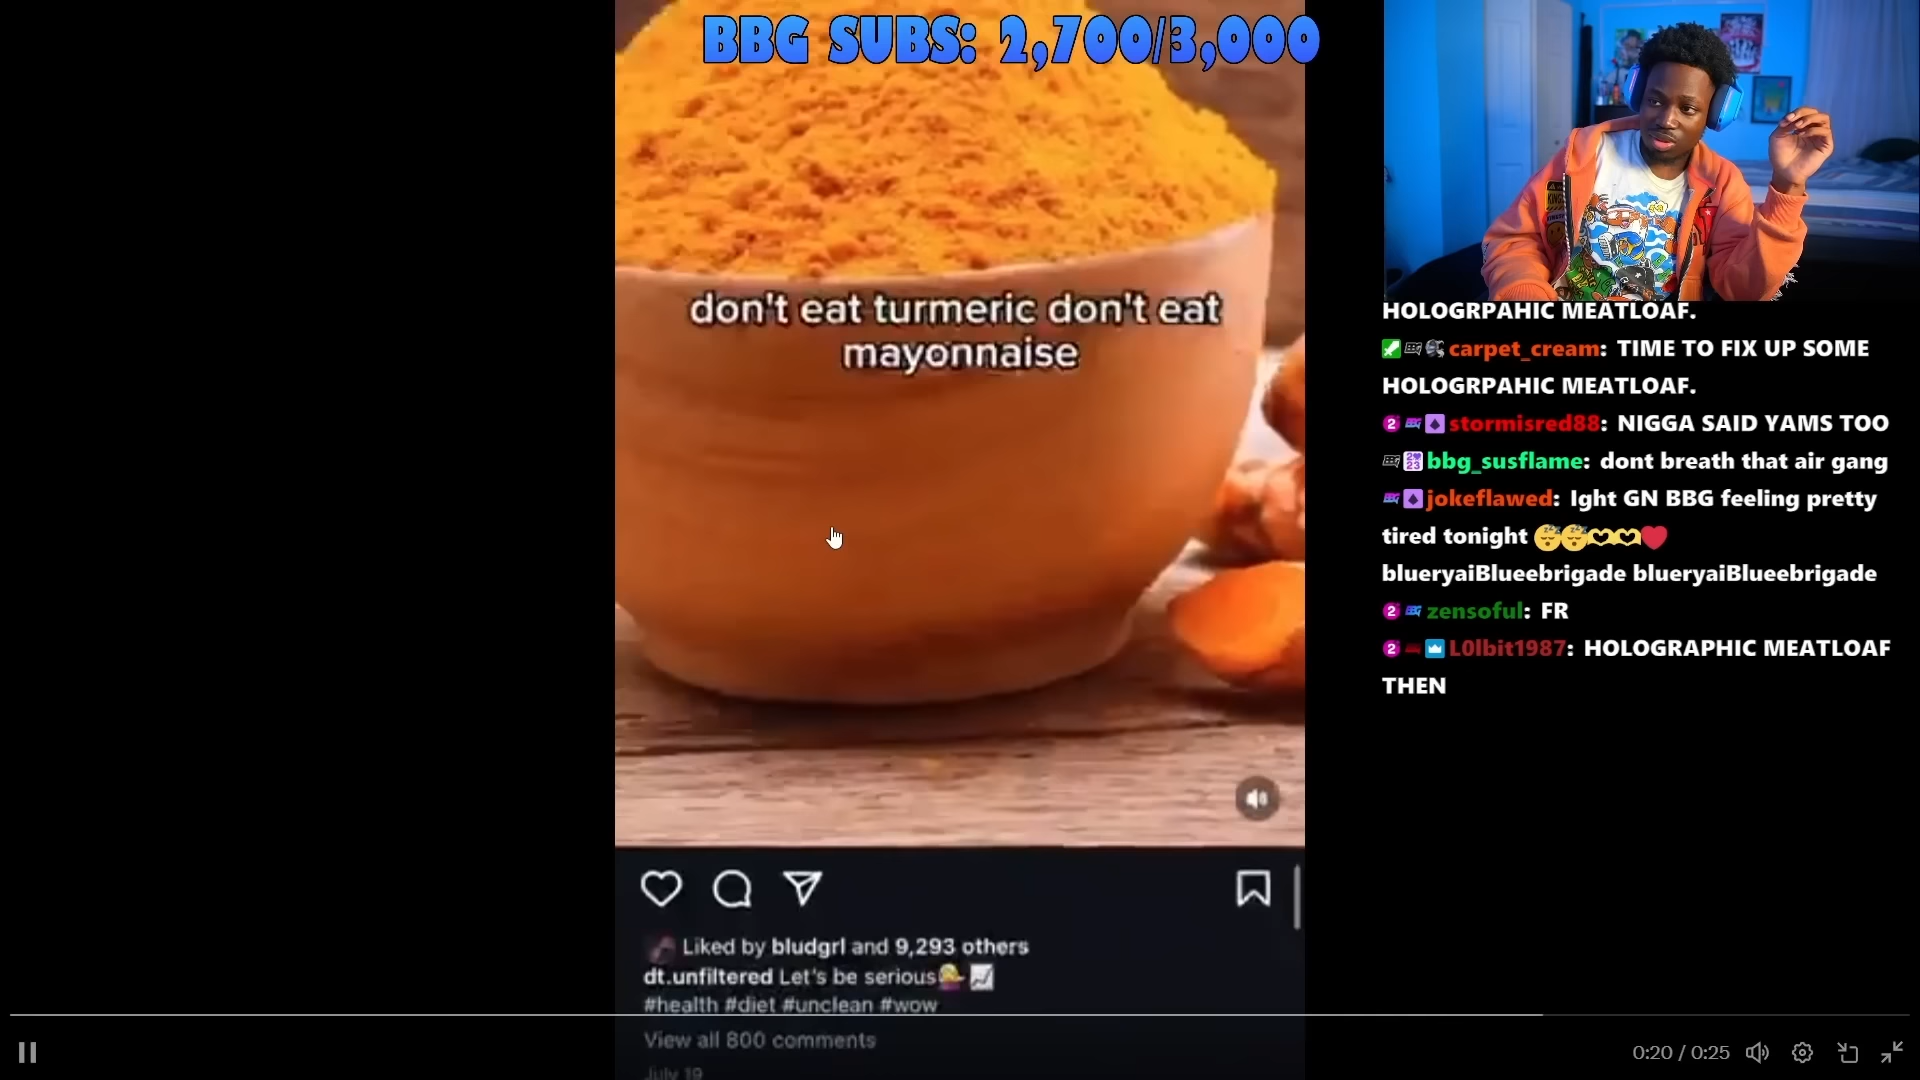 BBG SUBS: 2,700/3,000
don't eat turmeric don't eat
mayonnaise
Liked by bludgrl and 9,293 others
dt.unfiltered Let's be serious
#health #diet #unclean #wow
View all 800 comments
July 19
HOLOGRPAHIC MEATLOAF.
carpet_cream: TIME TO FIX UP SOME
HOLOGRPAHIC MEATLOAF.
stormisred88: NIGGA SAID YAMS TOO
bbg_susflame: dont breath that air gang
jokeflawed: Ight GN BBG feeling pretty
tired tonight 😴😴🫶🫶❤️
blueryaiBlueebrigade blueryaiBlueebrigade
zensoful: FR
L0lbit1987: HOLOGRAPHIC MEATLOAF
THEN
0:20 / 0:25